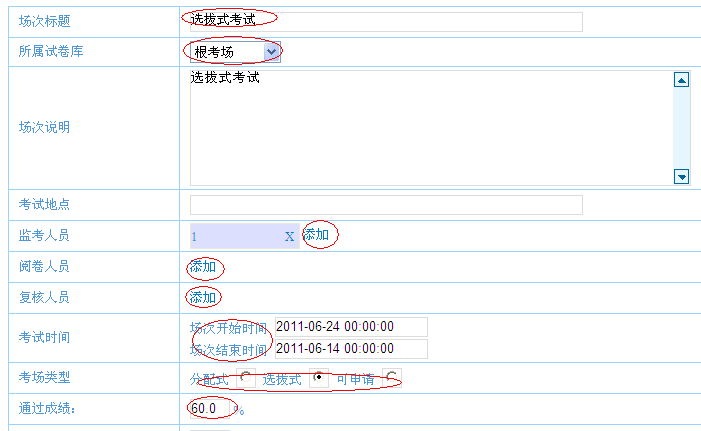 场次标题 选拨式考试
所属试卷库 根考场
选拨式考试
场次说明
考试地点
监考人员 1 X 添加
阅卷人员 添加
复核人员 添加
场次开始时间 2011-06-24 00:00:00
考试时间
场次结束时间 2011-06-14 00:00:00
考场类型 分配式 选拨式 可申请
通过成绩： 60.0 %